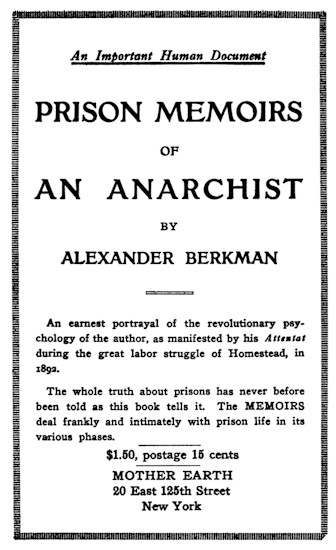 An Important Human Document
PRISON MEMOIRS
OF
AN ANARCHIST
BY
ALEXANDER BERKMAN
An earnest portrayal of the revolutionary psy-
chology of the author, as manifested by his Attentat
during the great labor struggle of Homestead, in
1892.
The whole truth about prisons has never before
been told as this book tells it. The MEMOIRS
deal frankly and intimately with prison life in its
various phases.
$1.50, postage 15 cents
MOTHER EARTH
20 East 125th Street
New York